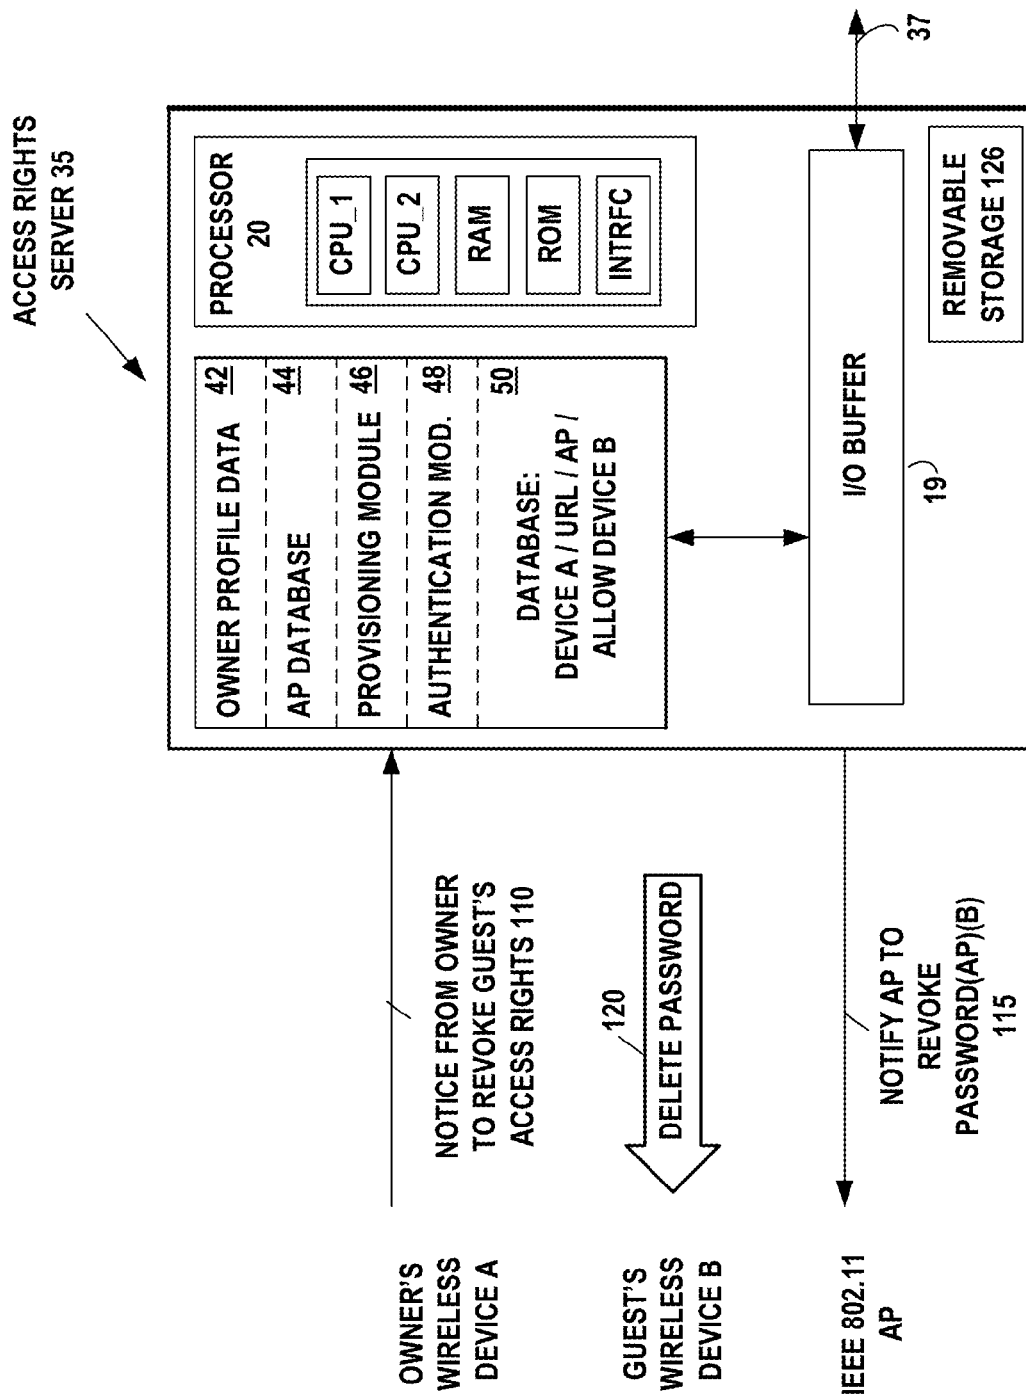 ACCESS RIGHTS
SERVER 35
OWNER PROFILE DATA 42
AP DATABASE 44
PROVISIONING MODULE 46
AUTHENTICATION MOD. 48
50
DATABASE:
DEVICE A / URL / AP /
ALLOW DEVICE B
PROCESSOR
20
CPU_1
CPU_2
RAM
ROM
INTRFC
I/O BUFFER
19
REMOVABLE
STORAGE 126
37
OWNER'S
WIRELESS
DEVICE A
NOTICE FROM OWNER
TO REVOKE GUEST'S
ACCESS RIGHTS 110
GUEST'S
WIRELESS
DEVICE B
120
DELETE PASSWORD
IEEE 802.11
AP
NOTIFY AP TO
REVOKE
PASSWORD(AP)(B)
115